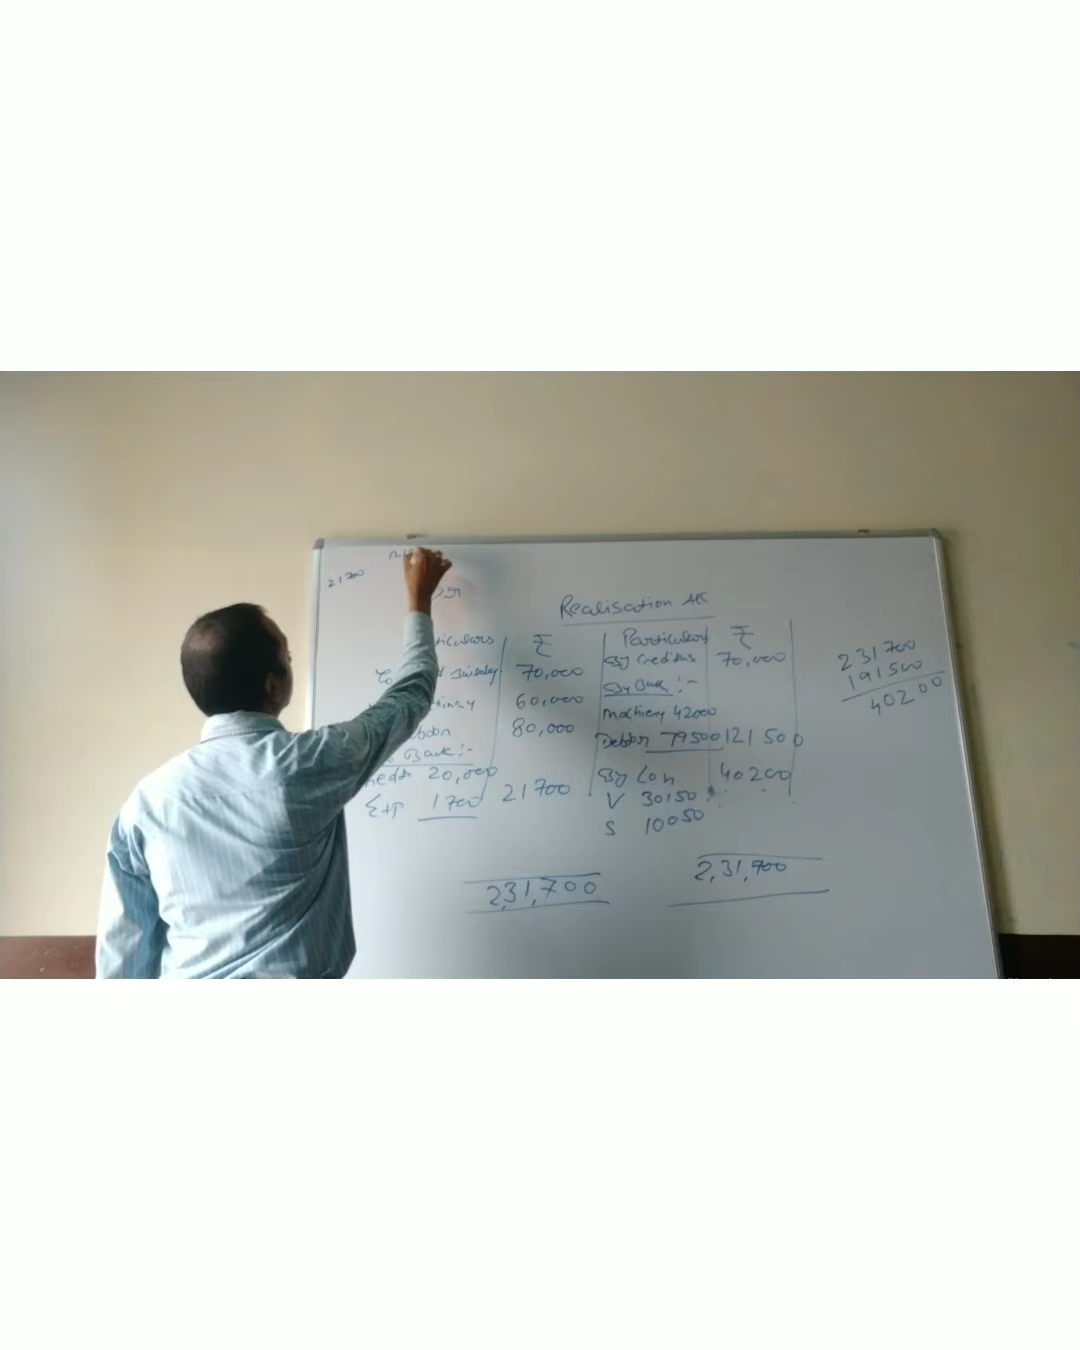 21700
Realisation A/c
ticulars ₹ Particulars ₹
70,000 By Creditors 70,000
60,000 By Bank :-
80,000 Machinery 42000
Bank :- Debtors 79500 121500
20,000 By Loss 40200
Exp 1700 21700 V 30150
S 10050
231,700 2,31,700
231700
191500
40200